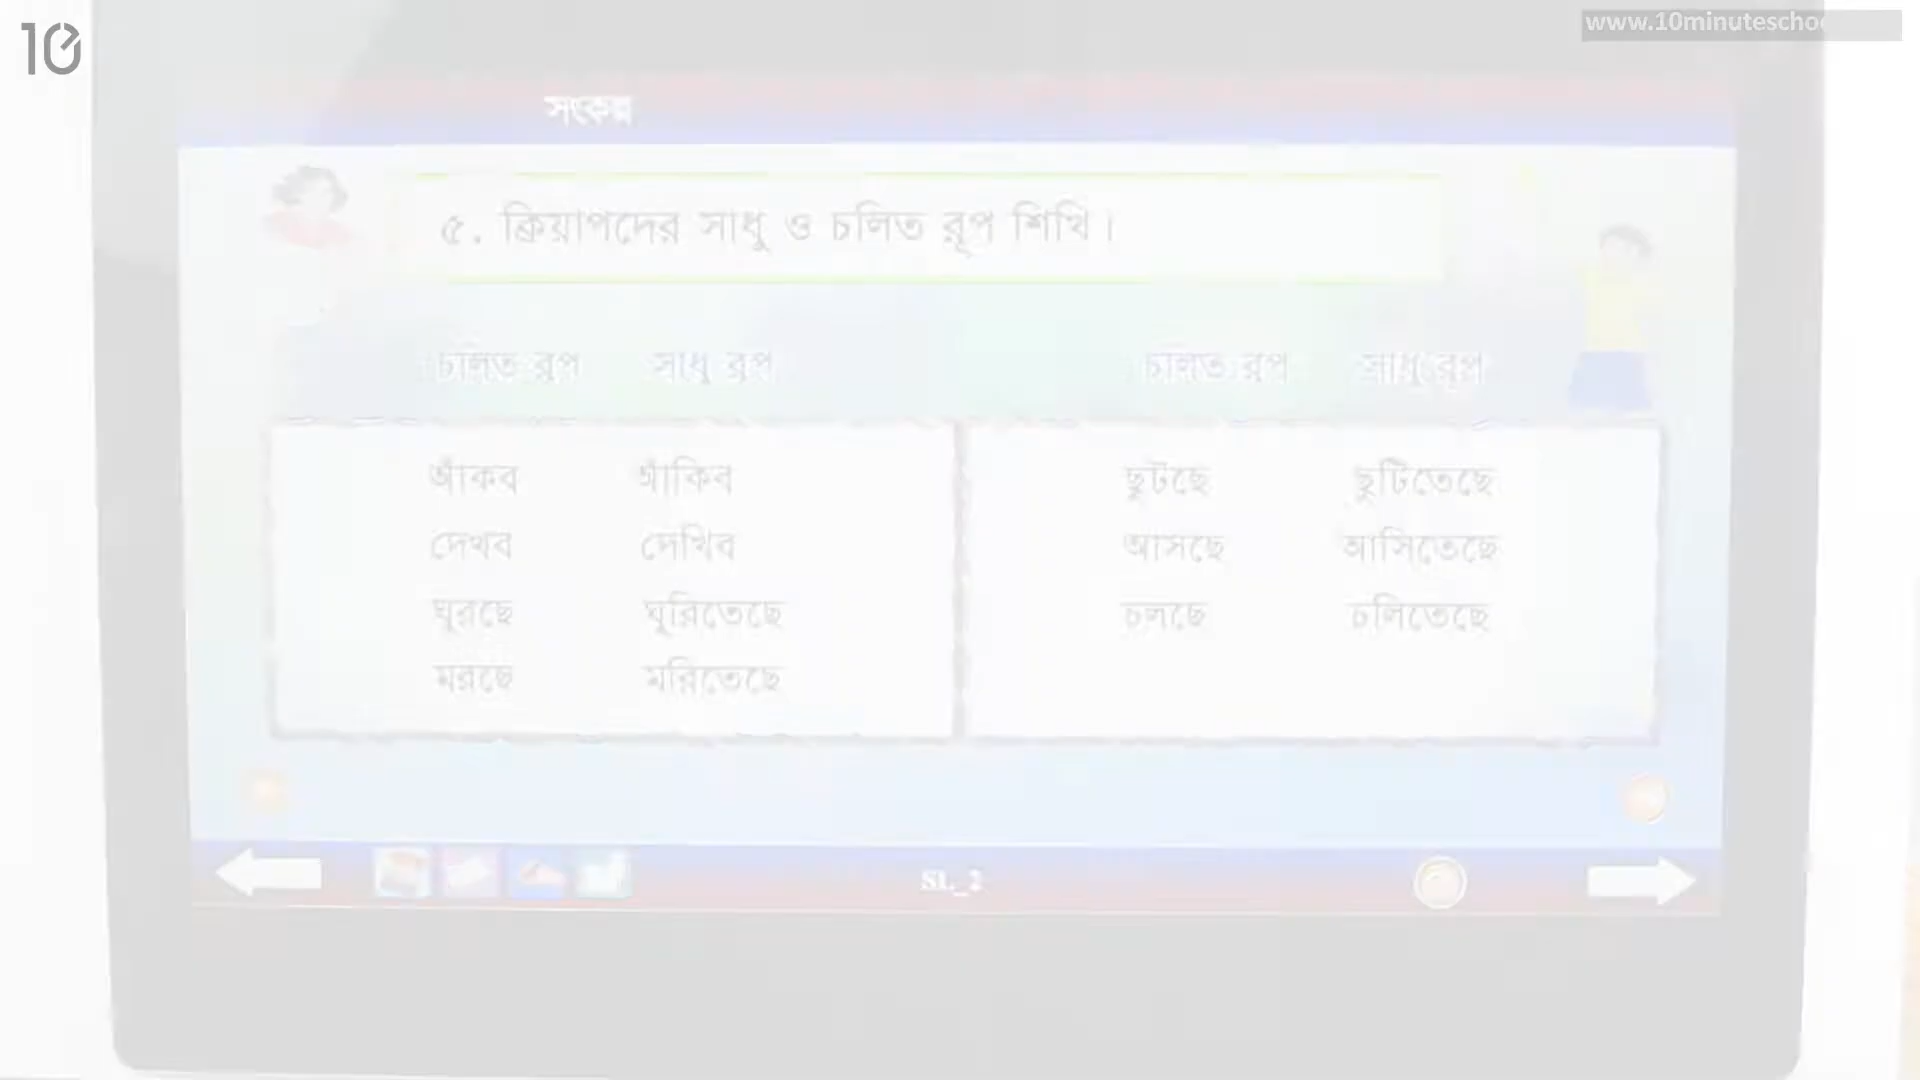 10
www.10minuteschoo
সংকল্প
৫. ক্রিয়াপদের সাধু ও চলিত রূপ শিখি।
চলিত রূপ সাধু রূপ চলিত রূপ সাধু রূপ
আঁকব আঁকিব ছুটছে ছুটিতেছে
দেখব দেখিব আসছে আসিতেছে
ঘুরছে ঘুরিতেছে চলছে চলিতেছে
মরছে মরিতেছে
SL_2